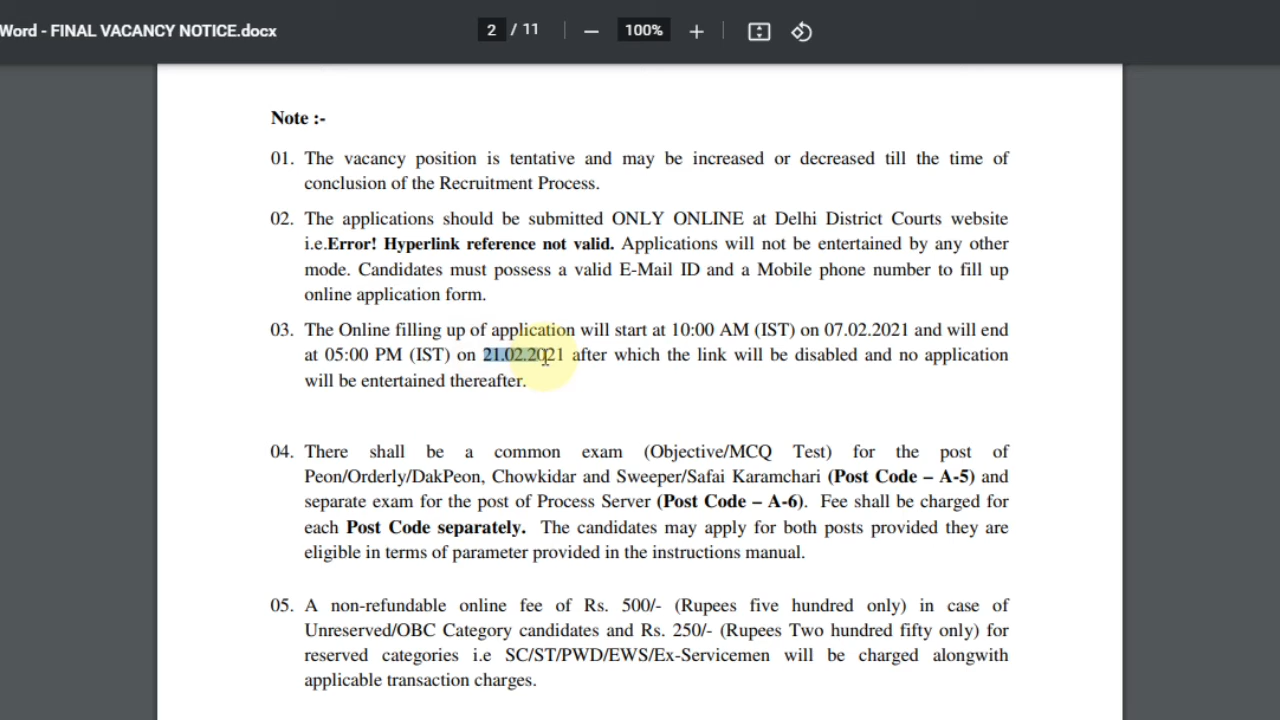 Word - FINAL VACANCY NOTICE.docx
2 / 11
100%
Note :-
01. The vacancy position is tentative and may be increased or decreased till the time of
conclusion of the Recruitment Process.
02. The applications should be submitted ONLY ONLINE at Delhi District Courts website
i.e.Error! Hyperlink reference not valid. Applications will not be entertained by any other
mode. Candidates must possess a valid E-Mail ID and a Mobile phone number to fill up
online application form.
03. The Online filling up of application will start at 10:00 AM (IST) on 07.02.2021 and will end
at 05:00 PM (IST) on 21.02.2021 after which the link will be disabled and no application
will be entertained thereafter.
04. There shall be a common exam (Objective/MCQ Test) for the post of
Peon/Orderly/DakPeon, Chowkidar and Sweeper/Safai Karamchari (Post Code – A-5) and
separate exam for the post of Process Server (Post Code – A-6). Fee shall be charged for
each Post Code separately. The candidates may apply for both posts provided they are
eligible in terms of parameter provided in the instructions manual.
05. A non-refundable online fee of Rs. 500/- (Rupees five hundred only) in case of
Unreserved/OBC Category candidates and Rs. 250/- (Rupees Two hundred fifty only) for
reserved categories i.e SC/ST/PWD/EWS/Ex-Servicemen will be charged alongwith
applicable transaction charges.